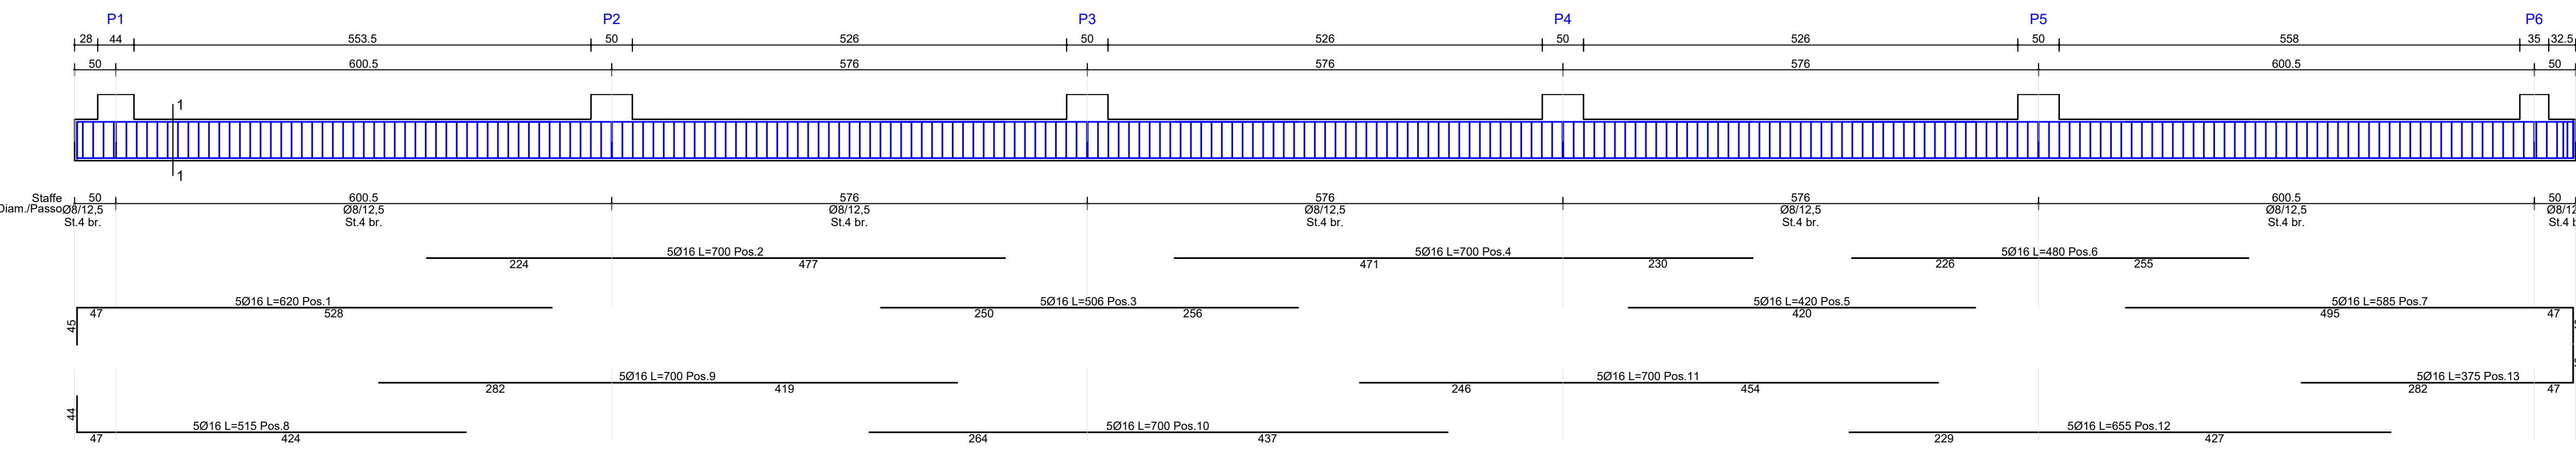 P1 P2 P3 P4 P5 P6
28 44 553.5 50 526 50 526 50 526 50 558 35 32.5
50 600.5 576 576 576 600.5 50
1
1
Staffe 50 600.5 576 576 576 600.5 50
Diam./Passo Ø8/12,5 Ø8/12,5 Ø8/12,5 Ø8/12,5 Ø8/12,5 Ø8/12,5 Ø8/12
St.4 br. St.4 br. St.4 br. St.4 br. St.4 br. St.4 br. St.4 b
5Ø16 L=700 Pos.2 5Ø16 L=700 Pos.4 5Ø16 L=480 Pos.6
224 477 471 230 226 255
5Ø16 L=620 Pos.1 5Ø16 L=506 Pos.3 5Ø16 L=420 Pos.5 5Ø16 L=585 Pos.7
47 528 250 256 420 495 47
45
5Ø16 L=700 Pos.9 5Ø16 L=700 Pos.11 5Ø16 L=375 Pos.13
282 419 246 454 282 47
44
5Ø16 L=515 Pos.8 5Ø16 L=700 Pos.10 5Ø16 L=655 Pos.12
47 424 264 437 229 427